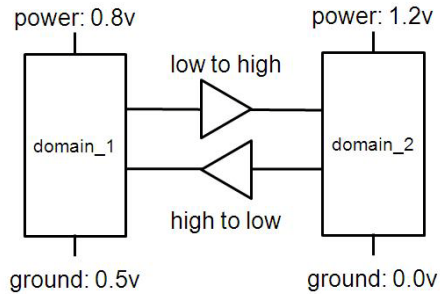 power: 0.8v
power: 1.2v
low to high
domain_1
domain_2
high to low
ground: 0.5v
ground: 0.0v